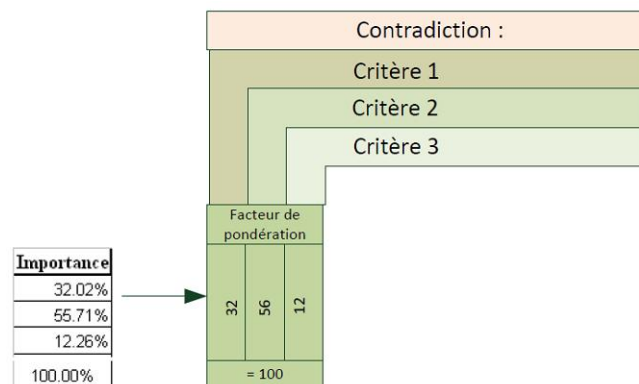 Contradiction :
Critère 1
Critère 2
Critère 3
Facteur de
pondération
32 56 12
= 100
Importance
32.02%
55.71%
12.26%
100.00%